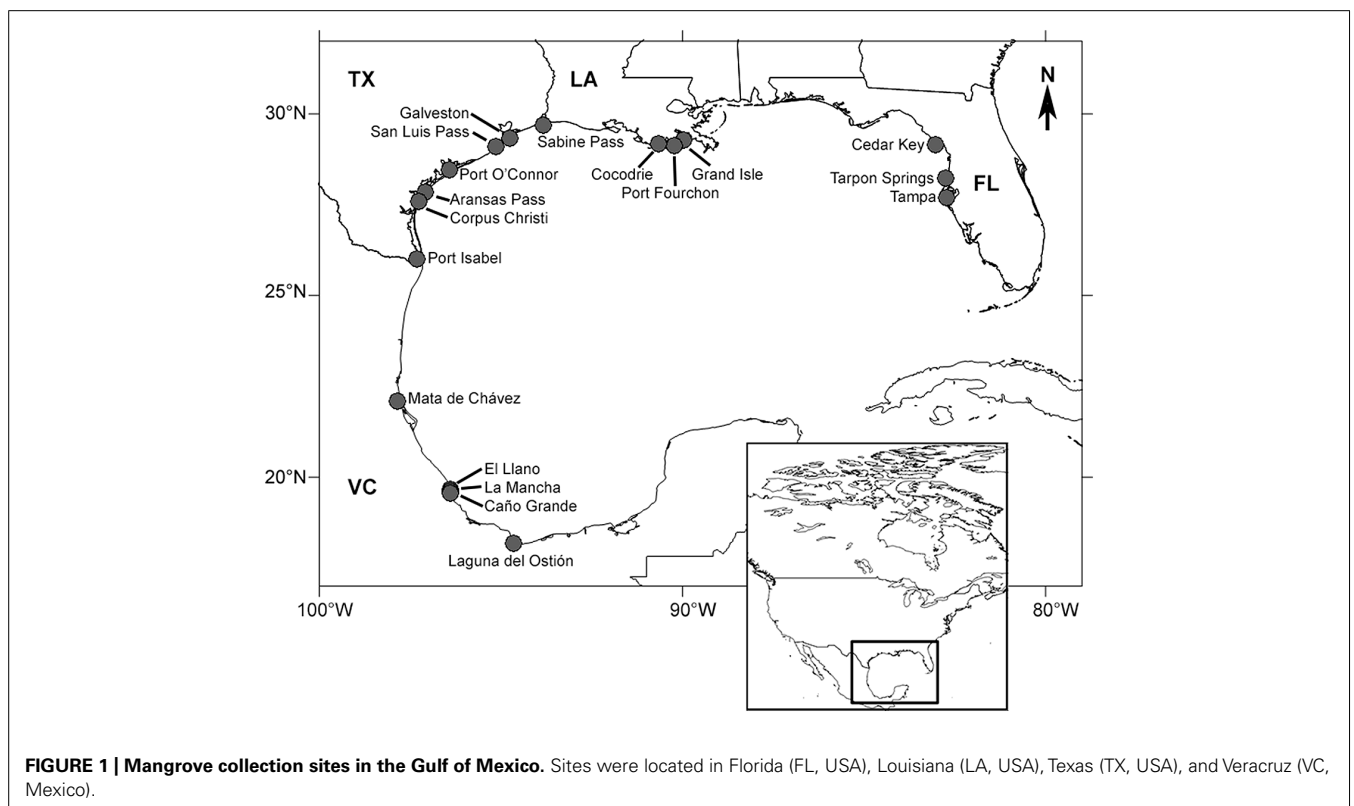 TX
LA
N
30°N
Galveston
San Luis Pass
Sabine Pass
Cocodrie
Grand Isle
Port Fourchon
Cedar Key
Port O'Connor
Tarpon Springs
FL
Aransas Pass
Tampa
Corpus Christi
Port Isabel
25°N
Mata de Chávez
El Llano
20°N
VC
La Mancha
Caño Grande
Laguna del Ostión
100°W
90°W
80°W
FIGURE 1 | Mangrove collection sites in the Gulf of Mexico. Sites were located in Florida (FL, USA), Louisiana (LA, USA), Texas (TX, USA), and Veracruz (VC,
Mexico).